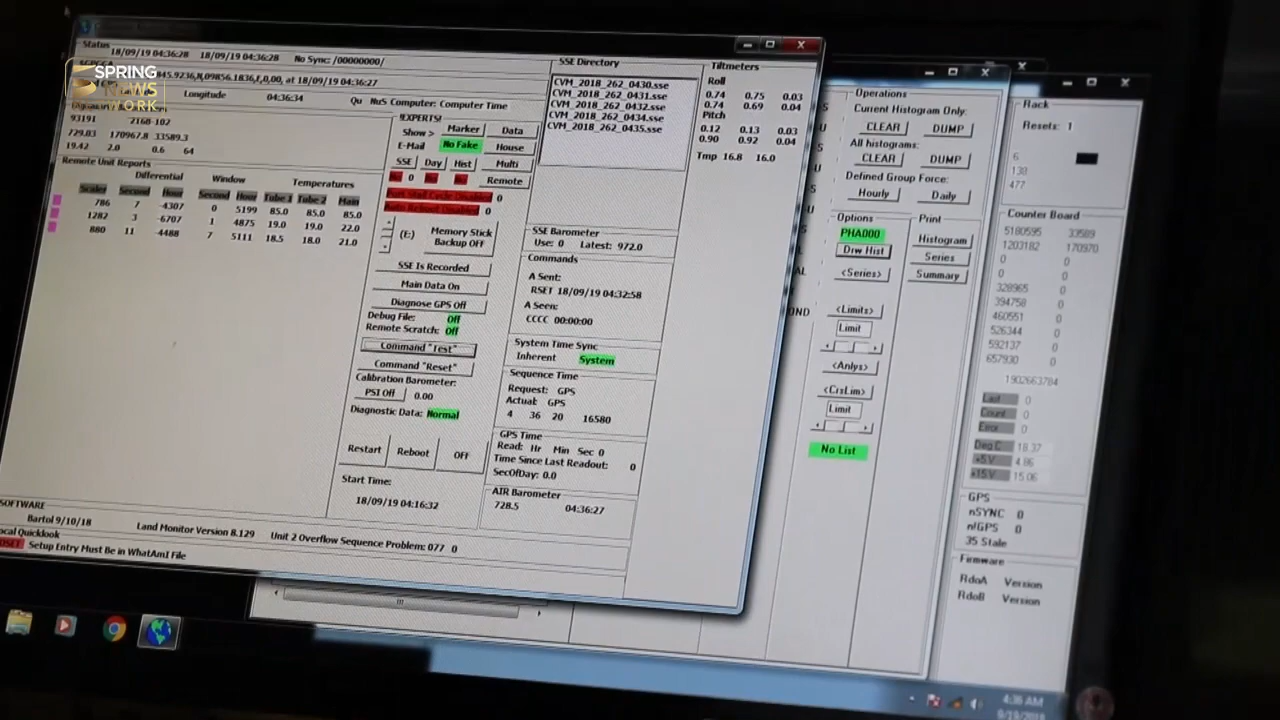 SPRING
NEWS
WORK
Status
18/09/19 04:36:28 18/09/19 04:36:28 No Sync: /00000000/
845.9236,N,09856.1836,E,0,00, at 18/09/19 04:36:27
Longitude 04:36:34 Qu NuS Computer: Computer Time
93191 2168-102
729.03 170967.8 33589.3
19.42 2.0 0.6 64
Remote Unit Reports
Differential Window Temperatures
Scaler Second Hour Second Hour Tube 1 Tube 2 Main
786 7 -4307 0 5199 85.0 85.0 85.0
1282 3 -6707 1 4875 19.0 19.0 22.0
880 11 -4488 7 5111 18.5 18.0 21.0
!EXPERTS!
Show > Marker Data
E-Mail No Fake House
SSE Day Hist Multi
0 Remote
0
0
(E:) Memory Stick
Backup Off
SSE Is Recorded
Main Data On
Diagnose GPS Off
Debug File: Off
Remote Scratch: Off
Command "Test"
Command "Reset"
Calibration Barometer:
PSI Off 0.00
Diagnostic Data: Normal
Restart Reboot Off
Start Time:
18/09/19 04:16:32
SSE Directory
CVM_2018_262_0430.sse
CVM_2018_262_0431.sse
CVM_2018_262_0432.sse
CVM_2018_262_0434.sse
CVM_2018_262_0435.sse
SSE Barometer
Use: 0 Latest: 972.0
Commands
A Sent:
RSET 18/09/19 04:32:58
A Seen:
CCCC 00:00:00
System Time Sync
Inherent System
Sequence Time
Request: GPS
Actual: GPS
4 36 20 16580
GPS Time
Read: Hr Min Sec 0
Time Since Last Readout: 0
SecOfDay: 0.0
AIR Barometer
728.5 04:36:27
Tiltmeters
Roll
0.74 0.75 0.03
0.74 0.69 0.04
Pitch
0.12 0.13 0.03
0.90 0.92 0.04
Tmp 16.8 16.0
SOFTWARE
Bartol 9/10/18 Land Monitor Version 8.129 Unit 2 Overflow Sequence Problem: 077 0
ocal Quicklook
Setup Entry Must Be in WhatAmI File
Operations
Current Histogram Only:
CLEAR DUMP
All histograms:
CLEAR DUMP
Defined Group Force:
Hourly Daily
Options
PHA000
Drw Hist
<Series>
<Limits>
Limit
<Anlys>
<CrsLim>
Limit
No List
Print
Histogram
Series
Summary
OND
Rack
Resets: 1
6
138
477
Counter Board
5180595 33589
1203182 170970
0 0
0 0
328965 0
394758 0
460551 0
526344 0
592137 0
657930 0
1902663784
Last 0
Count 0
Error 0
Deg C 18.37
+5 V 4.86
+15 V 15.06
GPS
nSYNC 0
n!GPS 0
35 Stale
Firmware
RdoA Version
RdoB Version
4:36 AM